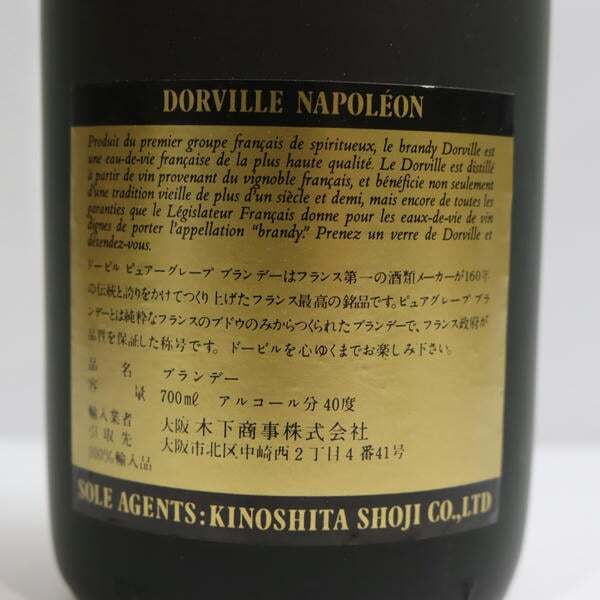 DORVILLE NAPOLÉON
Produit du premier groupe français de spiritueux, le brandy Dorville est
une eau-de-vie française de la plus haute qualité. Le Dorville est distillé
à partir de vin provenant du vignoble français, et bénéficie non seulement
d'une tradition vieille de plus d'un siècle et demi, mais encore de toutes les
garanties que le Législateur Français donne pour les eaux-de-vie de vin
dignes de porter l'appellation "brandy." Prenez un verre de Dorville et
détendez-vous.
ドービル ピュアーグレープ ブランデーはフランス第一の酒類メーカーが160年
の伝統と誇りをかけてつくり上げたフランス最高の銘品です。ピュアグレープ ブラ
ンデーとは純粋なフランスのブドウのみからつくられたブランデーで、フランス政府が
品質を保証した称号です。ドービルを心ゆくまでお楽しみ下さい。
品名 ブランデー
容量 700ml アルコール分 40度
輸入業者 大阪 木下商事株式会社
引取先 大阪市北区中崎西2丁目4番41号
100%輸入品
SOLE AGENTS:KINOSHITA SHOJI CO.,LTD